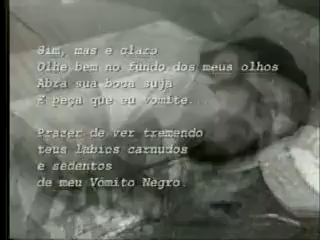 Sim, mas e claro
Olhe bem no fundo dos meus olhos
Abra sua boca suja
E peça que eu vomite...
Prazer de ver tremendo
teus lábios carnudos
e sedentos
de meu Vômito Negro.